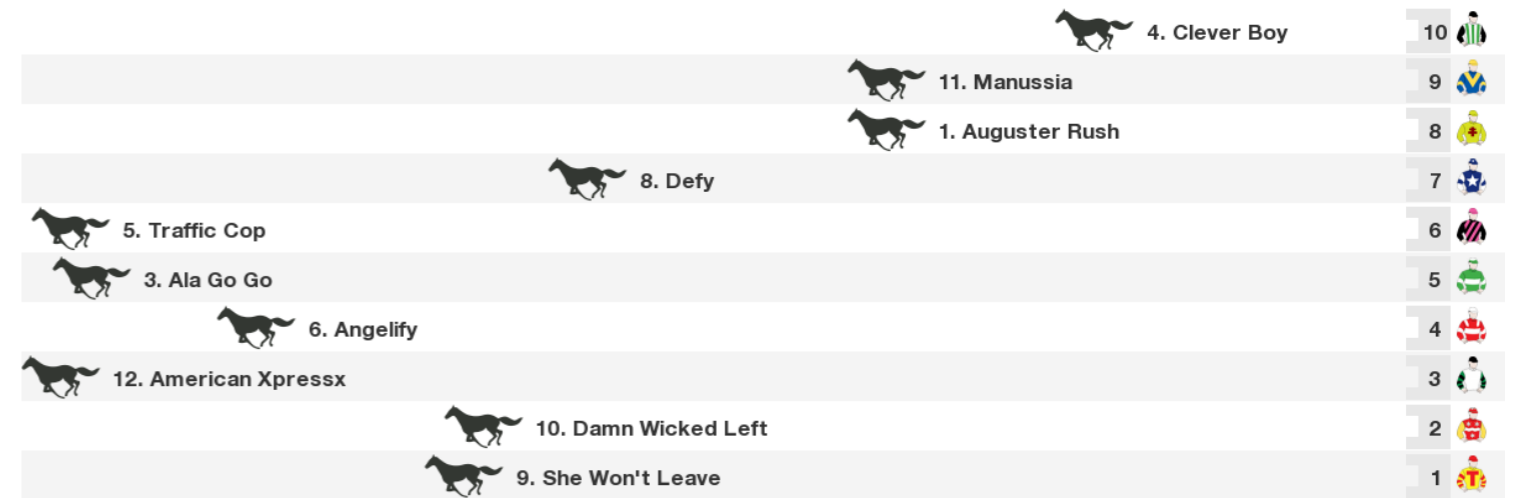 4. Clever Boy 10
11. Manussia 9
1. Auguster Rush 8
8. Defy 7
5. Traffic Cop 6
3. Ala Go Go 5
6. Angelify 4
12. American Xpressx 3
10. Damn Wicked Left 2
9. She Won't Leave 1 T